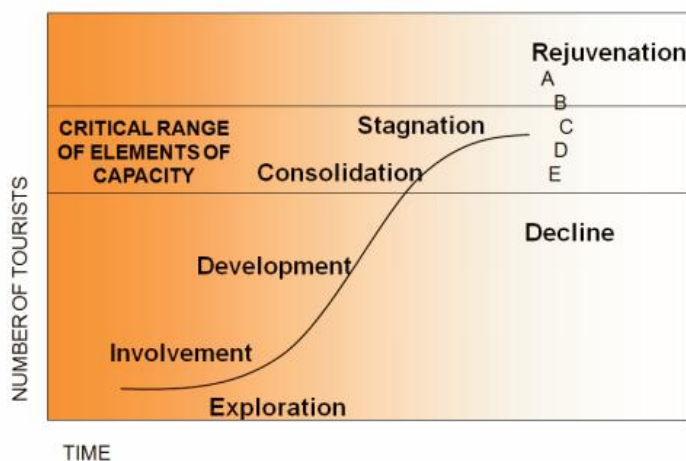 Rejuvenation
A
B
CRITICAL RANGE
OF ELEMENTS OF
CAPACITY
Stagnation
C
D
Consolidation
E
Decline
Development
Involvement
Exploration
NUMBER OF TOURISTS
TIME